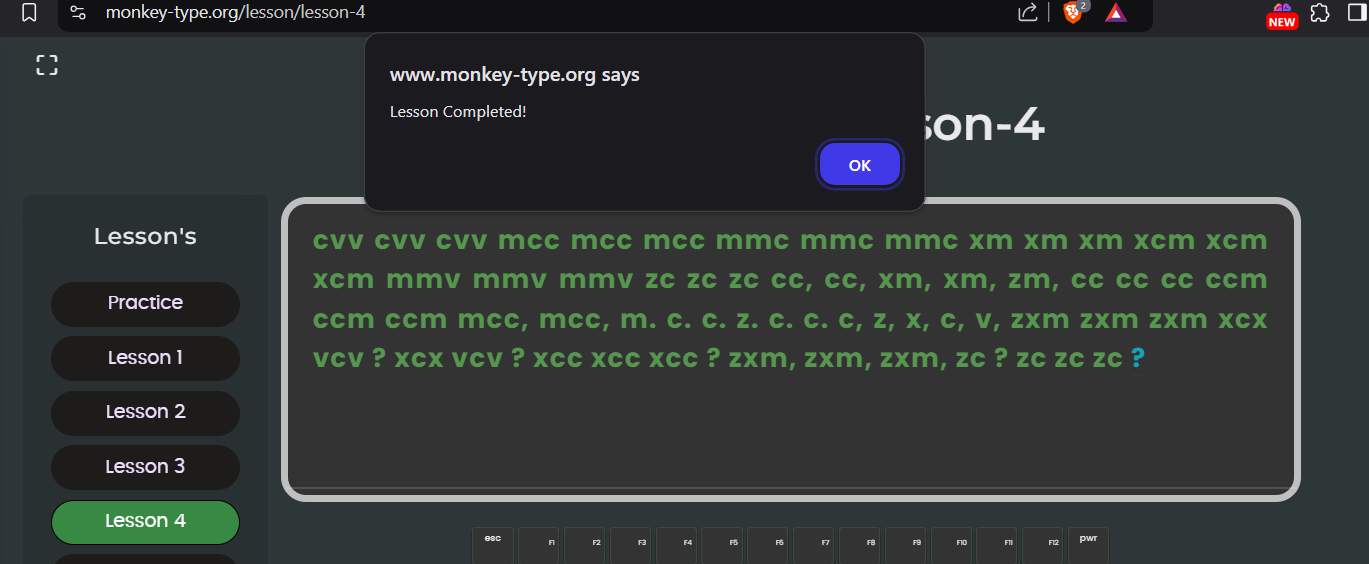 monkey-type.org/lesson/lesson-4
2
NEW
www.monkey-type.org says
Lesson Completed!
OK
son-4
Lesson's
Practice
Lesson 1
Lesson 2
Lesson 3
Lesson 4
cvv cvv cvv mcc mcc mcc mmc mmc mmc xm xm xm xcm xcm
xcm mmv mmv mmv zc zc zc cc, cc, xm, xm, zm, cc cc cc ccm
ccm ccm mcc, mcc, m. c. c. z. c. c. c, z, x, c, v, zxm zxm zxm xcx
vcv ? xcx vcv ? xcc xcc xcc ? zxm, zxm, zxm, zc ? zc zc zc ?
esc F1 F2 F3 F4 F5 F6 F7 F8 F9 F10 F11 F12 pwr